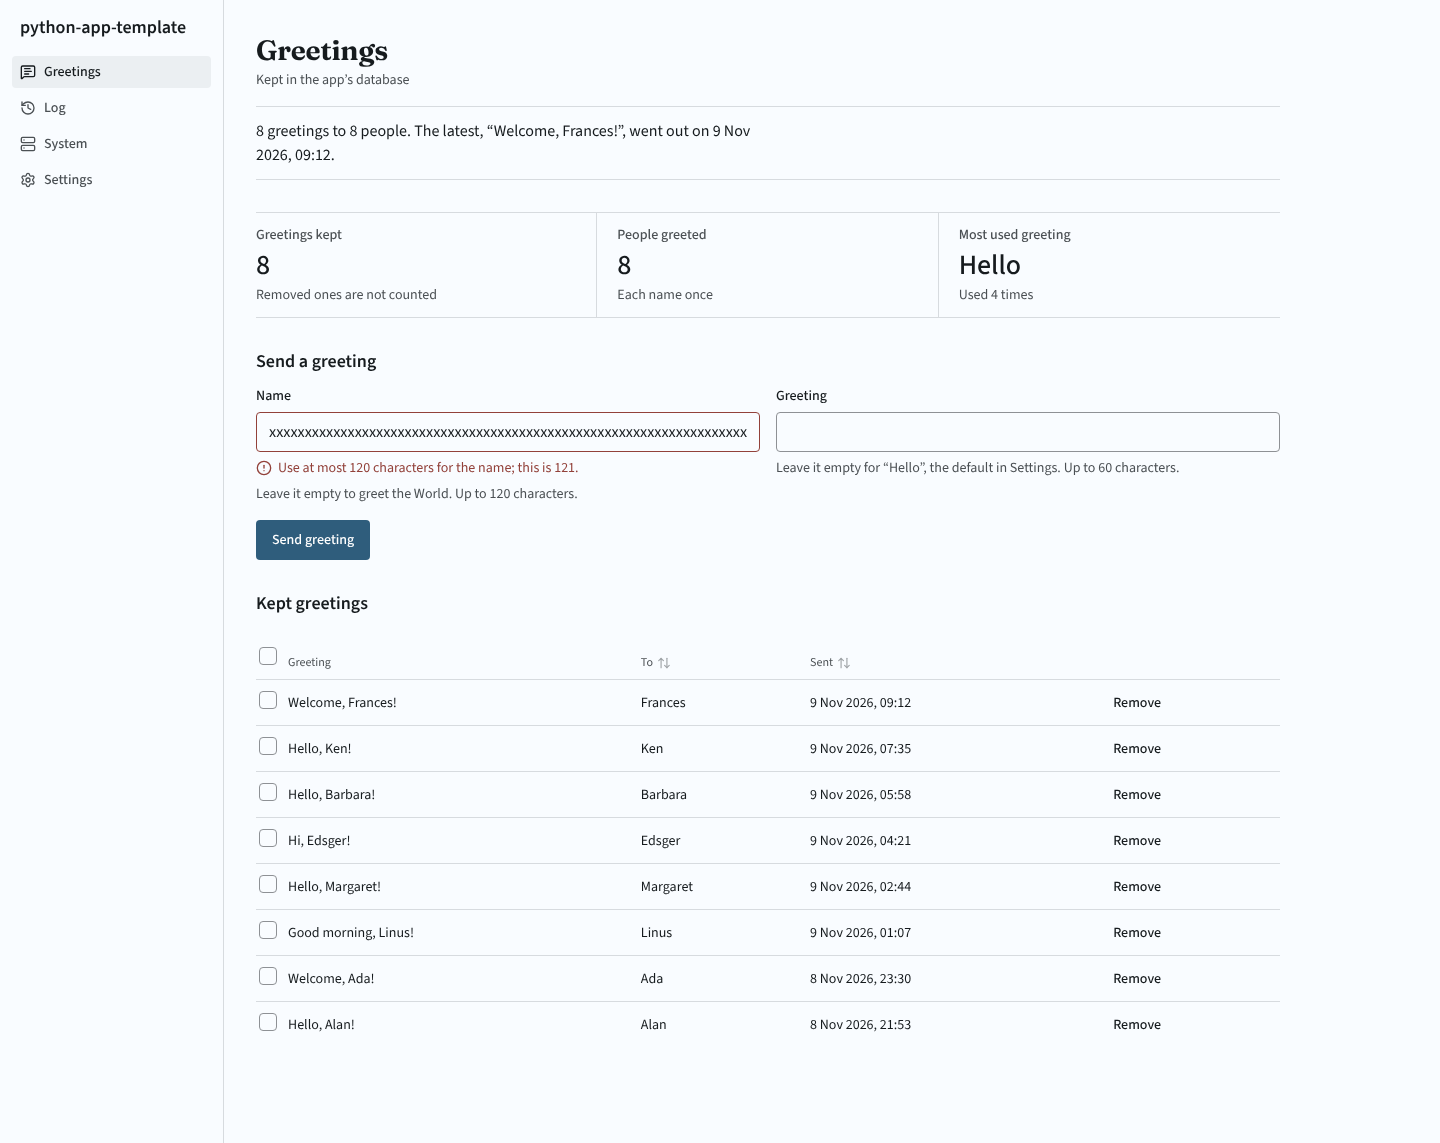 python-app-template
Greetings
Log
System
Settings
Greetings
Kept in the app’s database
8 greetings to 8 people. The latest, “Welcome, Frances!”, went out on 9 Nov
2026, 09:12.
Greetings kept
8
Removed ones are not counted
People greeted
8
Each name once
Most used greeting
Hello
Used 4 times
Send a greeting
Name
Greeting
xxxxxxxxxxxxxxxxxxxxxxxxxxxxxxxxxxxxxxxxxxxxxxxxxxxxxxxxxxxxxxxxxxxx
Use at most 120 characters for the name; this is 121.
Leave it empty for “Hello”, the default in Settings. Up to 60 characters.
Leave it empty to greet the World. Up to 120 characters.
Send greeting
Kept greetings
Greeting To Sent
Welcome, Frances! Frances 9 Nov 2026, 09:12 Remove
Hello, Ken! Ken 9 Nov 2026, 07:35 Remove
Hello, Barbara! Barbara 9 Nov 2026, 05:58 Remove
Hi, Edsger! Edsger 9 Nov 2026, 04:21 Remove
Hello, Margaret! Margaret 9 Nov 2026, 02:44 Remove
Good morning, Linus! Linus 9 Nov 2026, 01:07 Remove
Welcome, Ada! Ada 8 Nov 2026, 23:30 Remove
Hello, Alan! Alan 8 Nov 2026, 21:53 Remove